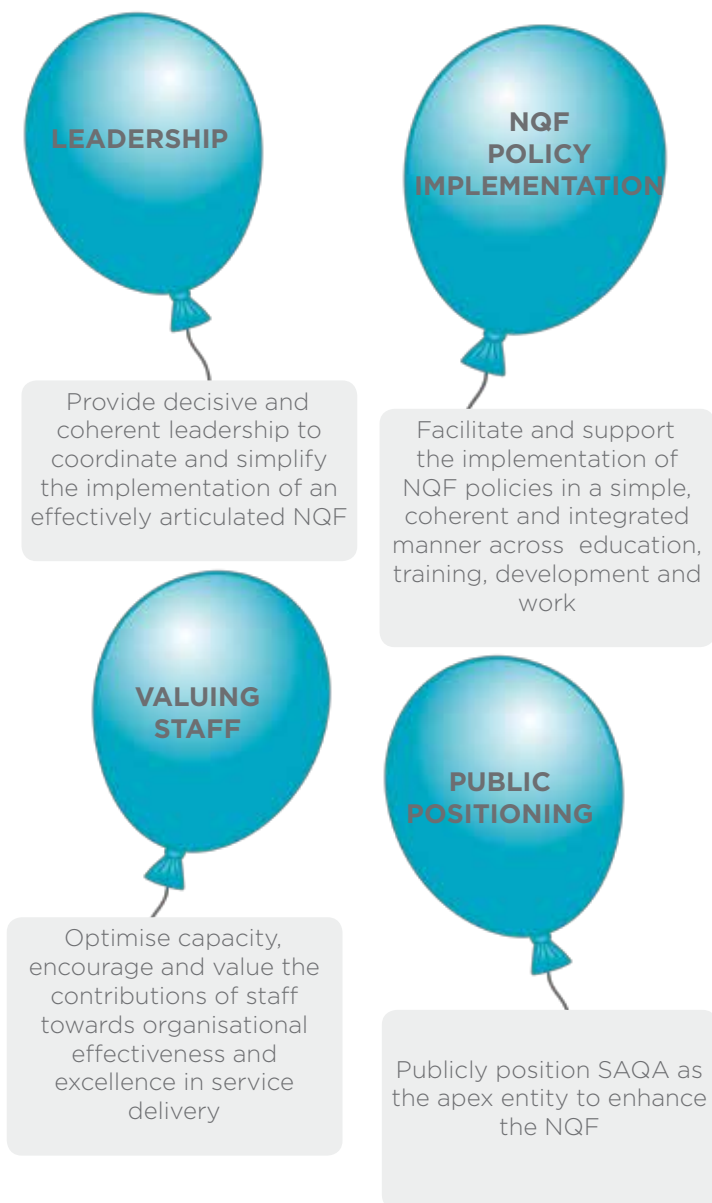 LEADERSHIP
Provide decisive and
coherent leadership to
coordinate and simplify
the implementation of an
effectively articulated NQF
NQF
POLICY
IMPLEMENTATION
Facilitate and support
the implementation of
NQF policies in a simple,
coherent and integrated
manner across education,
training, development and
work
VALUING
STAFF
Optimise capacity,
encourage and value the
contributions of staff
towards organisational
effectiveness and
excellence in service
delivery
PUBLIC
POSITIONING
Publicly position SAQA as
the apex entity to enhance
the NQF